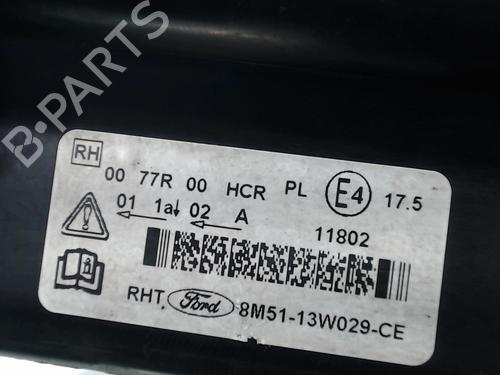 B-PARTS
RH
00 77R 00 HCR PL E4 17.5
01 1a 02 A
11802
RHT Ford 8M51-13W029-CE